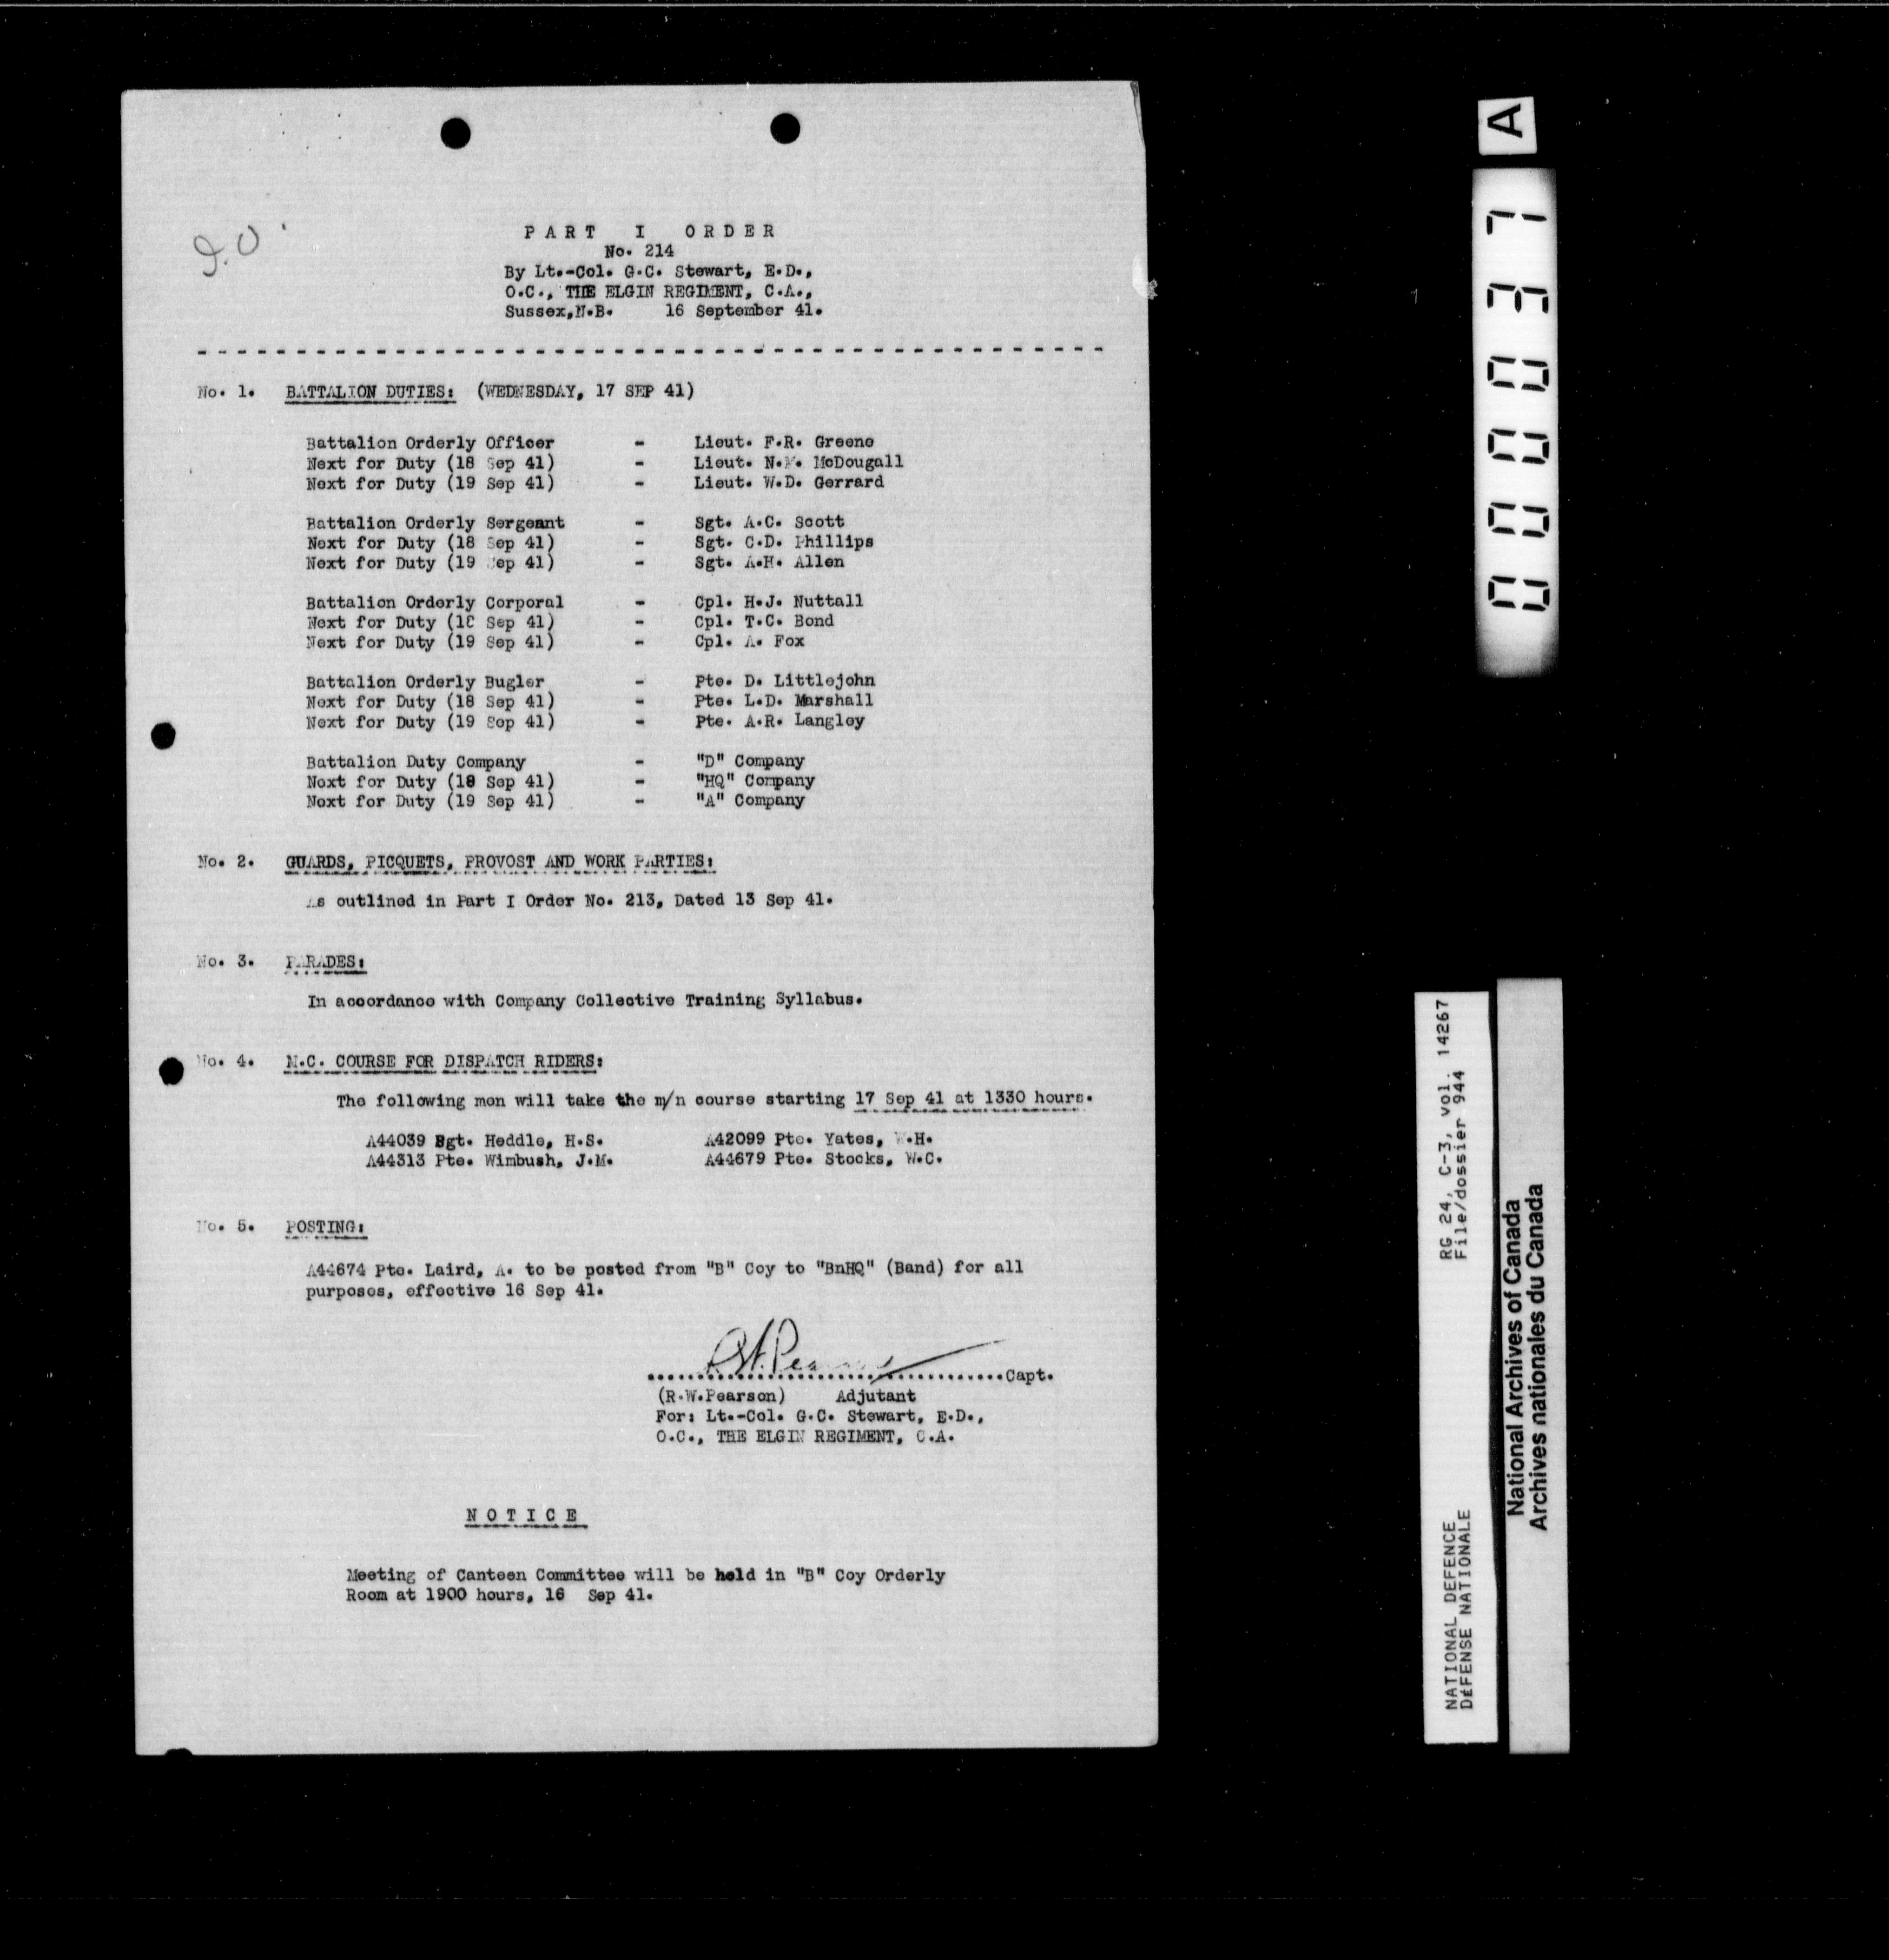 I.O.
PART I ORDER
No. 214
By Lt.-Col. G.C. Stewart, E.D.,
O.C., THE ELGIN REGIMENT, C.A.,
Sussex,N.B. 16 September 41.
No. 1. BATTALION DUTIES: (WEDNESDAY, 17 SEP 41)
Battalion Orderly Officer - Lieut. F.R. Greene
Next for Duty (18 Sep 41) - Lieut. N. McDougall
Next for Duty (19 Sep 41) - Lieut. W.D. Gerrard
Battalion Orderly Sergeant - Sgt. A.C. Scott
Next for Duty (18 Sep 41) - Sgt. C.D. Phillips
Next for Duty (19 Sep 41) - Sgt. A.H. Allen
Battalion Orderly Corporal - Cpl. H.J. Nuttall
Next for Duty (18 Sep 41) - Cpl. T.C. Bond
Next for Duty (19 Sep 41) - Cpl. A. Fox
Battalion Orderly Bugler - Pte. D. Littlejohn
Next for Duty (18 Sep 41) - Pte. L.D. Marshall
Next for Duty (19 Sep 41) - Pte. A.R. Langley
Battalion Duty Company - "D" Company
Next for Duty (18 Sep 41) - "HQ" Company
Next for Duty (19 Sep 41) - "A" Company
No. 2. GUARDS, PICQUETS, PROVOST AND WORK PARTIES:
As outlined in Part I Order No. 213, Dated 13 Sep 41.
No. 3. PARADES:
In accordance with Company Collective Training Syllabus.
No. 4. M.C. COURSE FOR DISPATCH RIDERS:
The following men will take the m/n course starting 17 Sep 41 at 1330 hours.
A44039 Sgt. Heddle, H.S. A42099 Pte. Yates, W.H.
A44313 Pte. Wimbush, J.M. A44679 Pte. Stocks, W.C.
No. 5. POSTING:
A44674 Pte. Laird, A. to be posted from "B" Coy to "BnHQ" (Band) for all
purposes, effective 16 Sep 41.
R.W. Pearson Capt.
(R.W.Pearson) Adjutant
For: Lt.-Col. G.C. Stewart, E.D.,
O.C., THE ELGIN REGIMENT, C.A.
NOTICE
Meeting of Canteen Committee will be held in "B" Coy Orderly
Room at 1900 hours, 16 Sep 41.
A
000037
RG 24, C-3, vol. 14267
File/dossier 944
NATIONAL DEFENCE
DÉFENSE NATIONALE
National Archives of Canada
Archives nationales du Canada